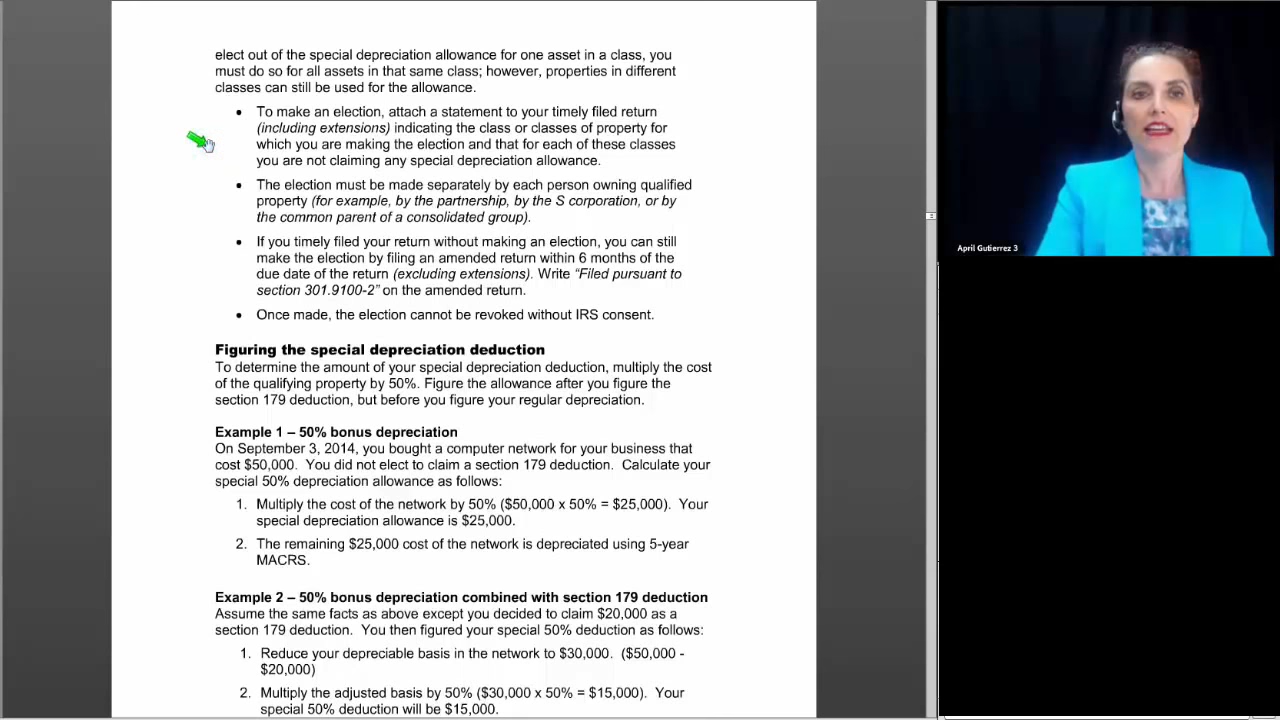 elect out of the special depreciation allowance for one asset in a class, you
must do so for all assets in that same class; however, properties in different
classes can still be used for the allowance.
• To make an election, attach a statement to your timely filed return
(including extensions) indicating the class or classes of property for
which you are making the election and that for each of these classes
you are not claiming any special depreciation allowance.
• The election must be made separately by each person owning qualified
property (for example, by the partnership, by the S corporation, or by
the common parent of a consolidated group).
• If you timely filed your return without making an election, you can still
make the election by filing an amended return within 6 months of the
due date of the return (excluding extensions). Write “Filed pursuant to
section 301.9100-2” on the amended return.
• Once made, the election cannot be revoked without IRS consent.
Figuring the special depreciation deduction
To determine the amount of your special depreciation deduction, multiply the cost
of the qualifying property by 50%. Figure the allowance after you figure the
section 179 deduction, but before you figure your regular depreciation.
Example 1 – 50% bonus depreciation
On September 3, 2014, you bought a computer network for your business that
cost $50,000.  You did not elect to claim a section 179 deduction.  Calculate your
special 50% depreciation allowance as follows:
1. Multiply the cost of the network by 50% ($50,000 x 50% = $25,000).  Your
special depreciation allowance is $25,000.
2. The remaining $25,000 cost of the network is depreciated using 5-year
MACRS.
Example 2 – 50% bonus depreciation combined with section 179 deduction
Assume the same facts as above except you decided to claim $20,000 as a
section 179 deduction.  You then figured your special 50% deduction as follows:
1. Reduce your depreciable basis in the network to $30,000.  ($50,000 -
$20,000)
2. Multiply the adjusted basis by 50% ($30,000 x 50% = $15,000).  Your
special 50% deduction will be $15,000.
April Gutierrez 3